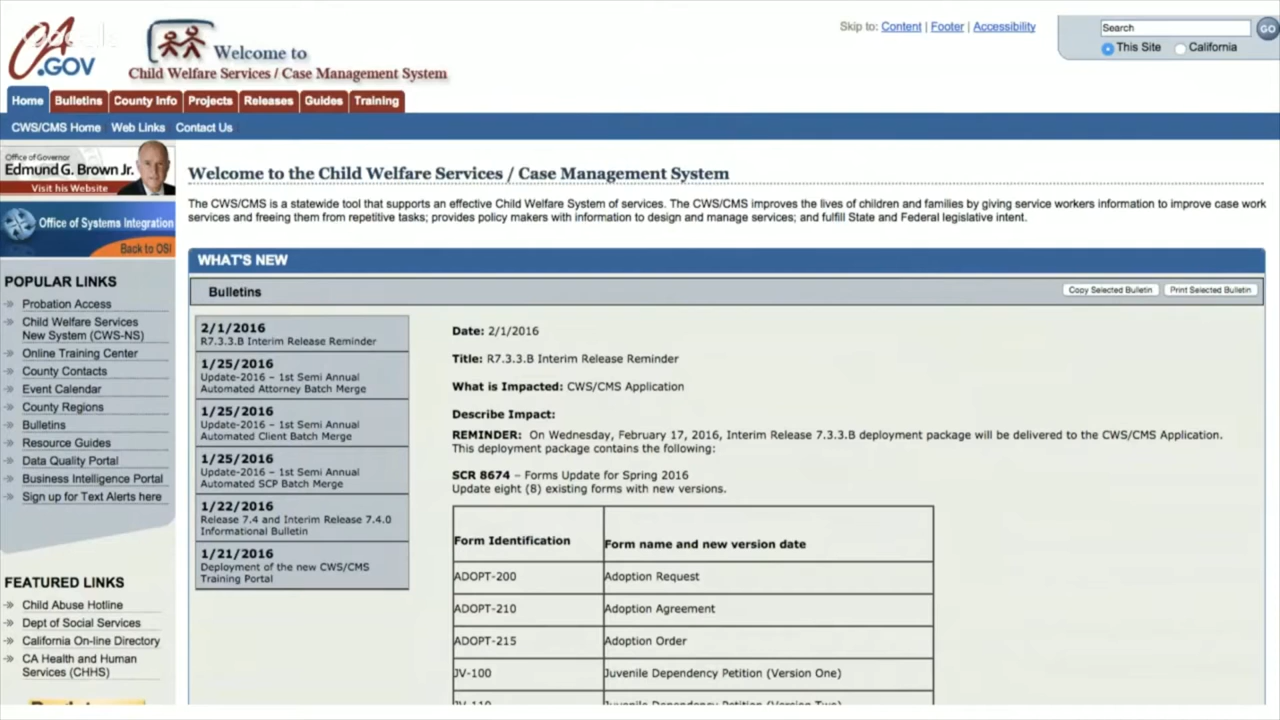 CA
.GOV
Welcome to
Child Welfare Services / Case Management System
Skip to: Content | Footer | Accessibility
Search
GO
This Site
California
Home
Bulletins
County Info
Projects
Releases
Guides
Training
CWS/CMS Home
Web Links
Contact Us
Office of Governor
Edmund G. Brown Jr.
Visit his Website
Office of Systems Integration
Back to OSI
POPULAR LINKS
Probation Access
Child Welfare Services
New System (CWS-NS)
Online Training Center
County Contacts
Event Calendar
County Regions
Bulletins
Resource Guides
Data Quality Portal
Business Intelligence Portal
Sign up for Text Alerts here
FEATURED LINKS
Child Abuse Hotline
Dept of Social Services
California On-line Directory
CA Health and Human
Services (CHHS)
Welcome to the Child Welfare Services / Case Management System
The CWS/CMS is a statewide tool that supports an effective Child Welfare System of services. The CWS/CMS improves the lives of children and families by giving service workers information to improve case work
services and freeing them from repetitive tasks; provides policy makers with information to design and manage services; and fulfill State and Federal legislative intent.
WHAT'S NEW
Bulletins
Copy Selected Bulletin
Print Selected Bulletin
2/1/2016
R7.3.3.B Interim Release Reminder
1/25/2016
Update-2016 – 1st Semi Annual
Automated Attorney Batch Merge
1/25/2016
Update-2016 – 1st Semi Annual
Automated Client Batch Merge
1/25/2016
Update-2016 – 1st Semi Annual
Automated SCP Batch Merge
1/22/2016
Release 7.4 and Interim Release 7.4.0
Informational Bulletin
1/21/2016
Deployment of the new CWS/CMS
Training Portal
Date: 2/1/2016
Title: R7.3.3.B Interim Release Reminder
What is Impacted: CWS/CMS Application
Describe Impact:
REMINDER: On Wednesday, February 17, 2016, Interim Release 7.3.3.B deployment package will be delivered to the CWS/CMS Application.
This deployment package contains the following:
SCR 8674 – Forms Update for Spring 2016
Update eight (8) existing forms with new versions.
Form Identification
Form name and new version date
ADOPT-200
Adoption Request
ADOPT-210
Adoption Agreement
ADOPT-215
Adoption Order
JV-100
Juvenile Dependency Petition (Version One)
JV-110
Juvenile Dependency Petition (Version Two)